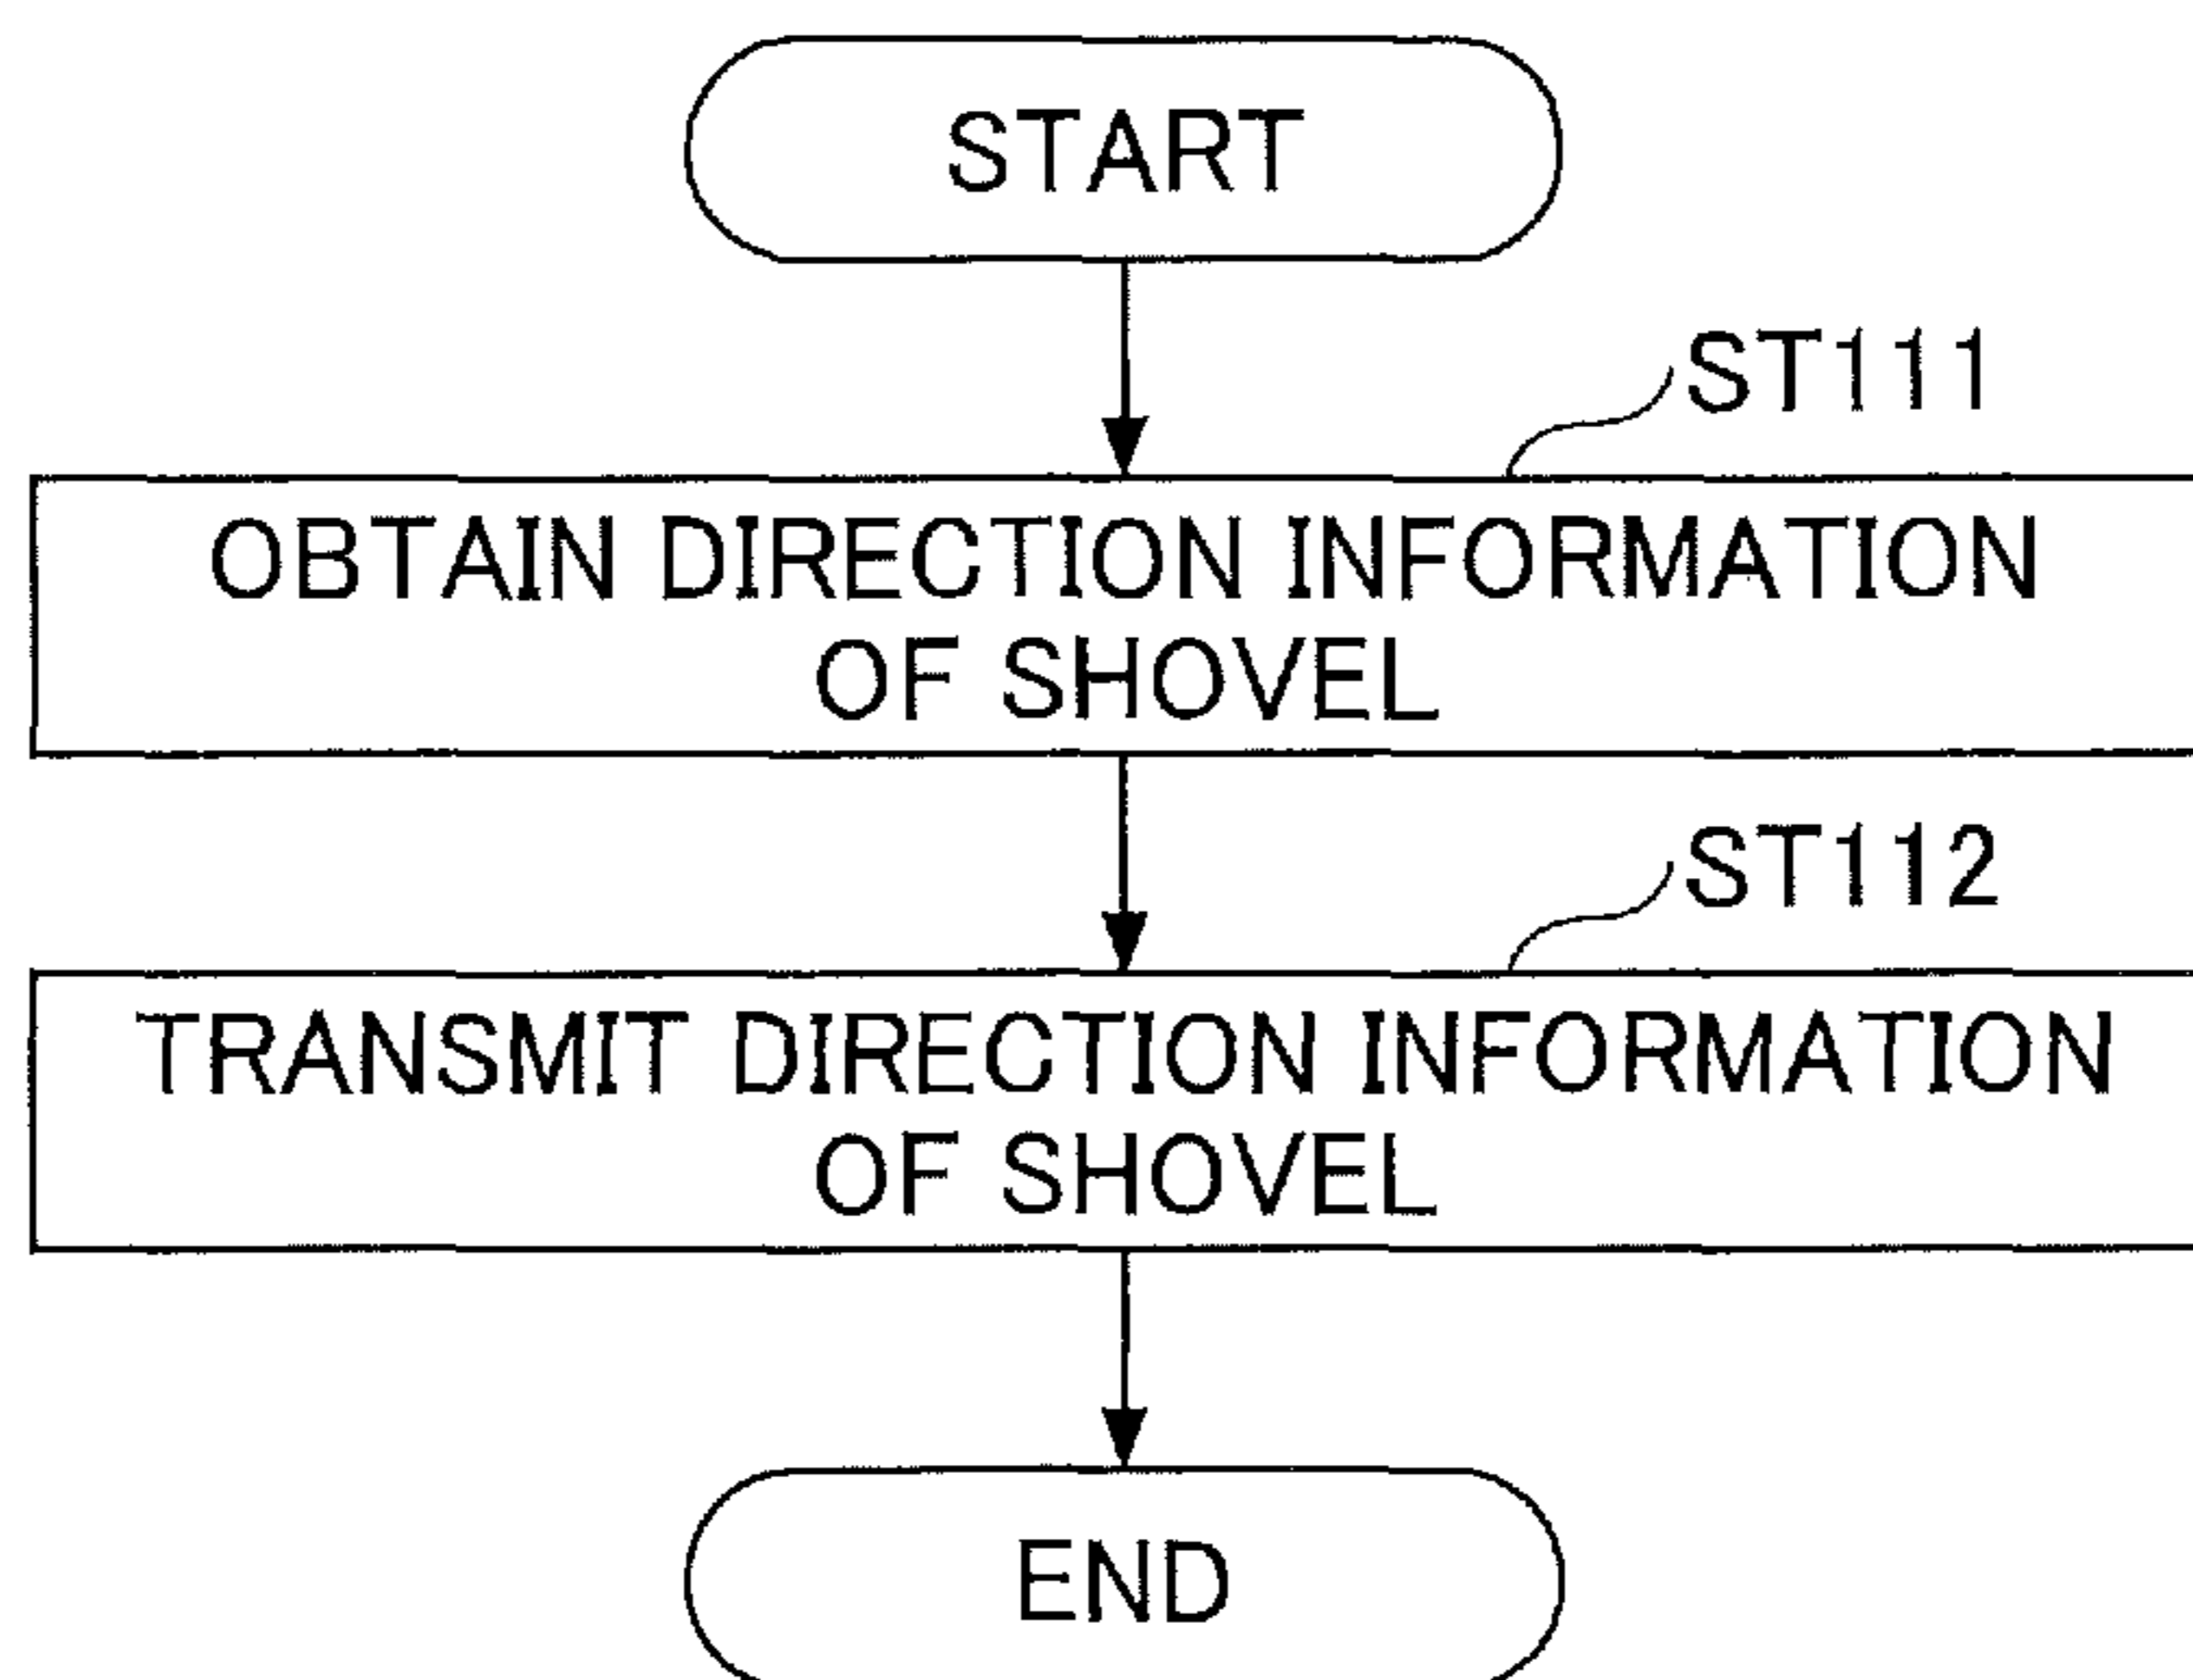 START
ST111
OBTAIN DIRECTION INFORMATION
OF SHOVEL
ST112
TRANSMIT DIRECTION INFORMATION
OF SHOVEL
END